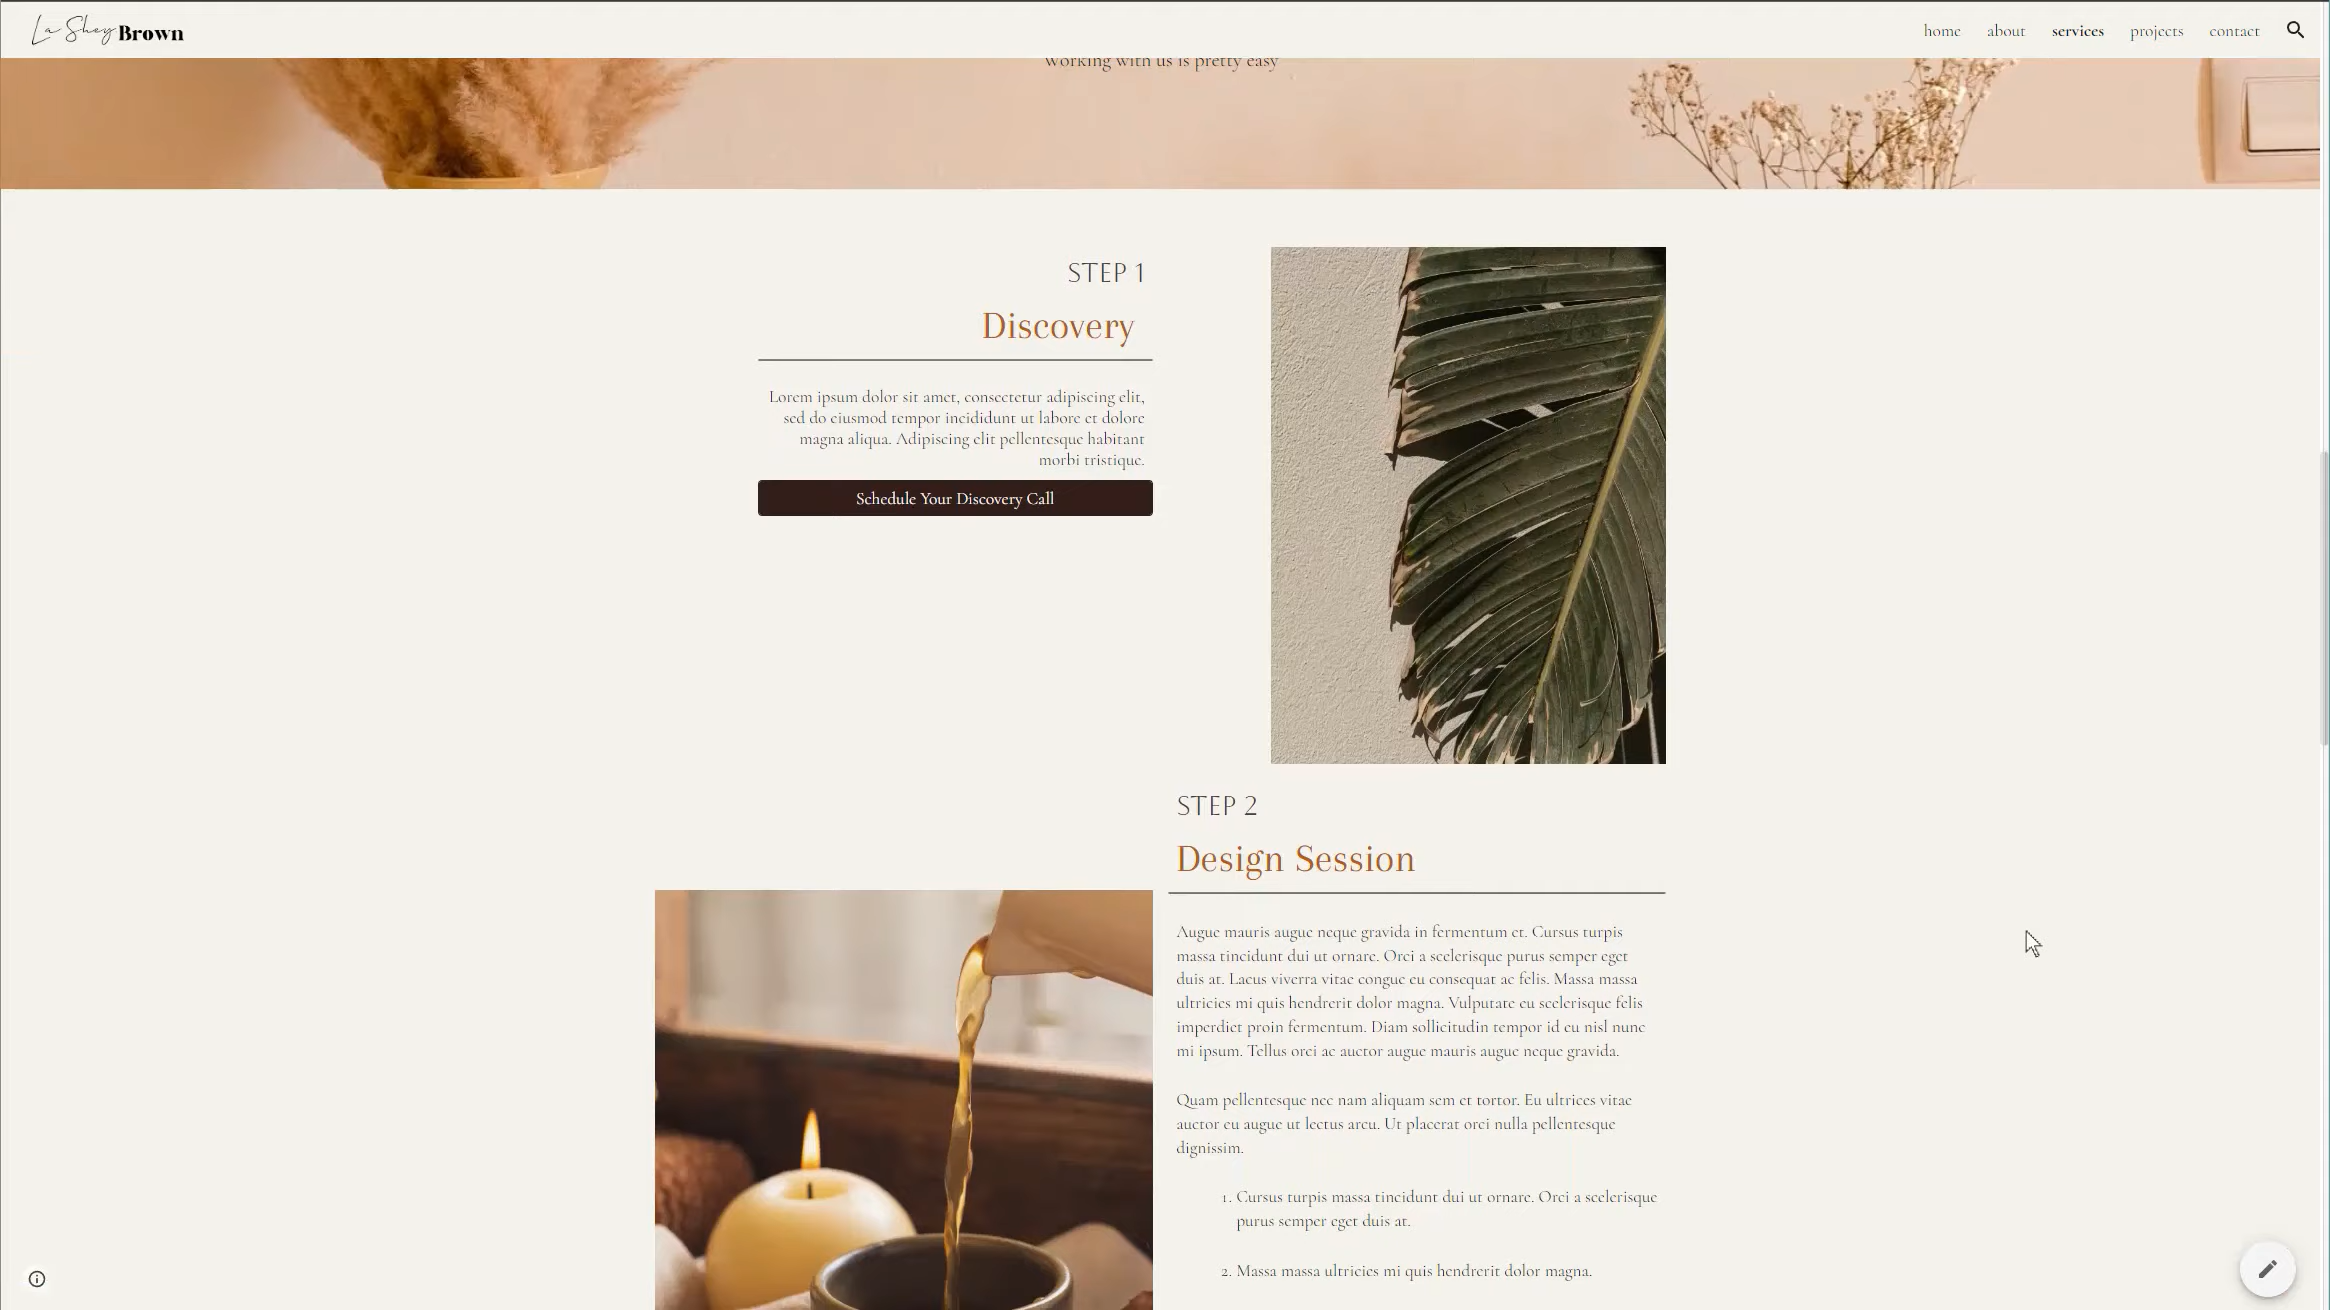 La Shey Brown
home about services projects contact
Working with us is pretty easy
STEP 1
Discovery
Lorem ipsum dolor sit amet, consectetur adipiscing elit,
sed do eiusmod tempor incididunt ut labore et dolore
magna aliqua. Adipiscing elit pellentesque habitant
morbi tristique.
Schedule Your Discovery Call
STEP 2
Design Session
Augue mauris augue neque gravida in fermentum et. Cursus turpis
massa tincidunt dui ut ornare. Orci a scelerisque purus semper eget
duis at. Lacus viverra vitae congue eu consequat ac felis. Massa massa
ultricies mi quis hendrerit dolor magna. Vulputate eu scelerisque felis
imperdiet proin fermentum. Diam sollicitudin tempor id eu nisl nunc
mi ipsum. Tellus orci ac auctor augue mauris augue neque gravida.
Quam pellentesque nec nam aliquam sem et tortor. Eu ultrices vitae
auctor eu augue ut lectus arcu. Ut placerat orci nulla pellentesque
dignissim.
1. Cursus turpis massa tincidunt dui ut ornare. Orci a scelerisque
purus semper eget duis at.
2. Massa massa ultricies mi quis hendrerit dolor magna.